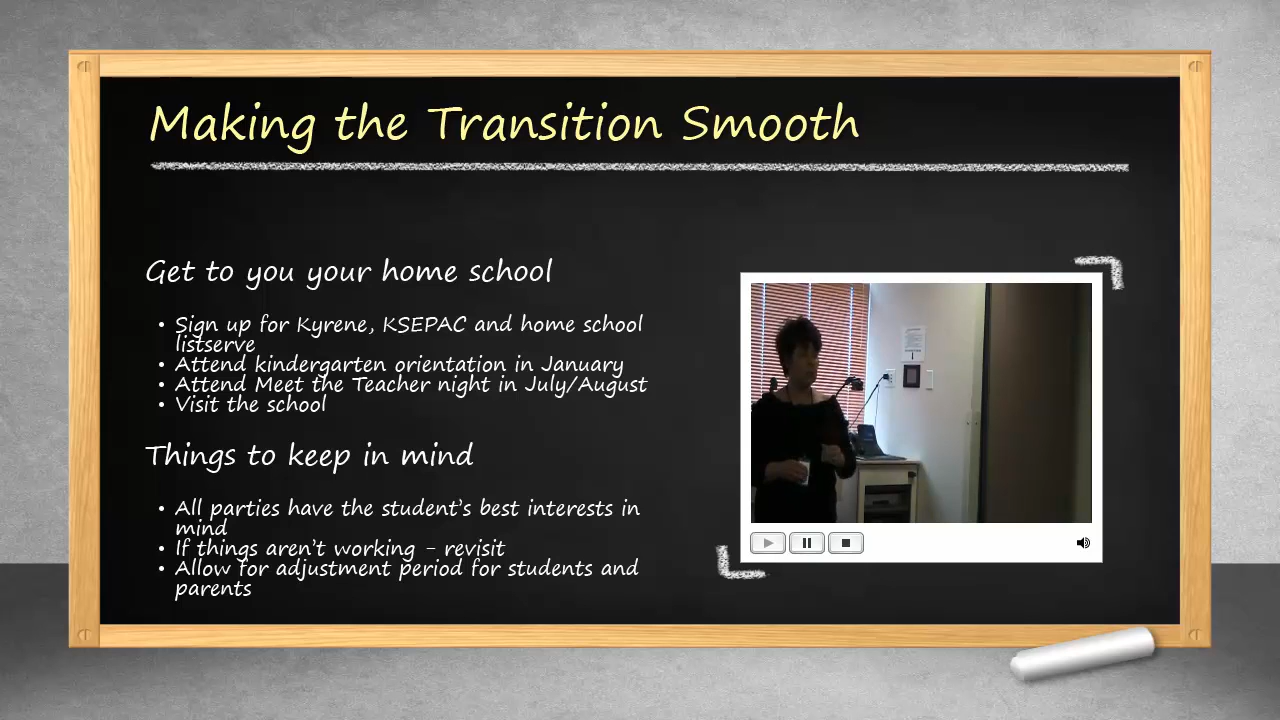 Making the Transition Smooth
Get to you your home school
• Sign up for Kyrene, KSEPAC and home school
listserve
• Attend kindergarten orientation in January
• Attend Meet the Teacher night in July/August
• Visit the school
Things to keep in mind
• All parties have the student's best interests in
mind
• If things aren't working - revisit
• Allow for adjustment period for students and
parents